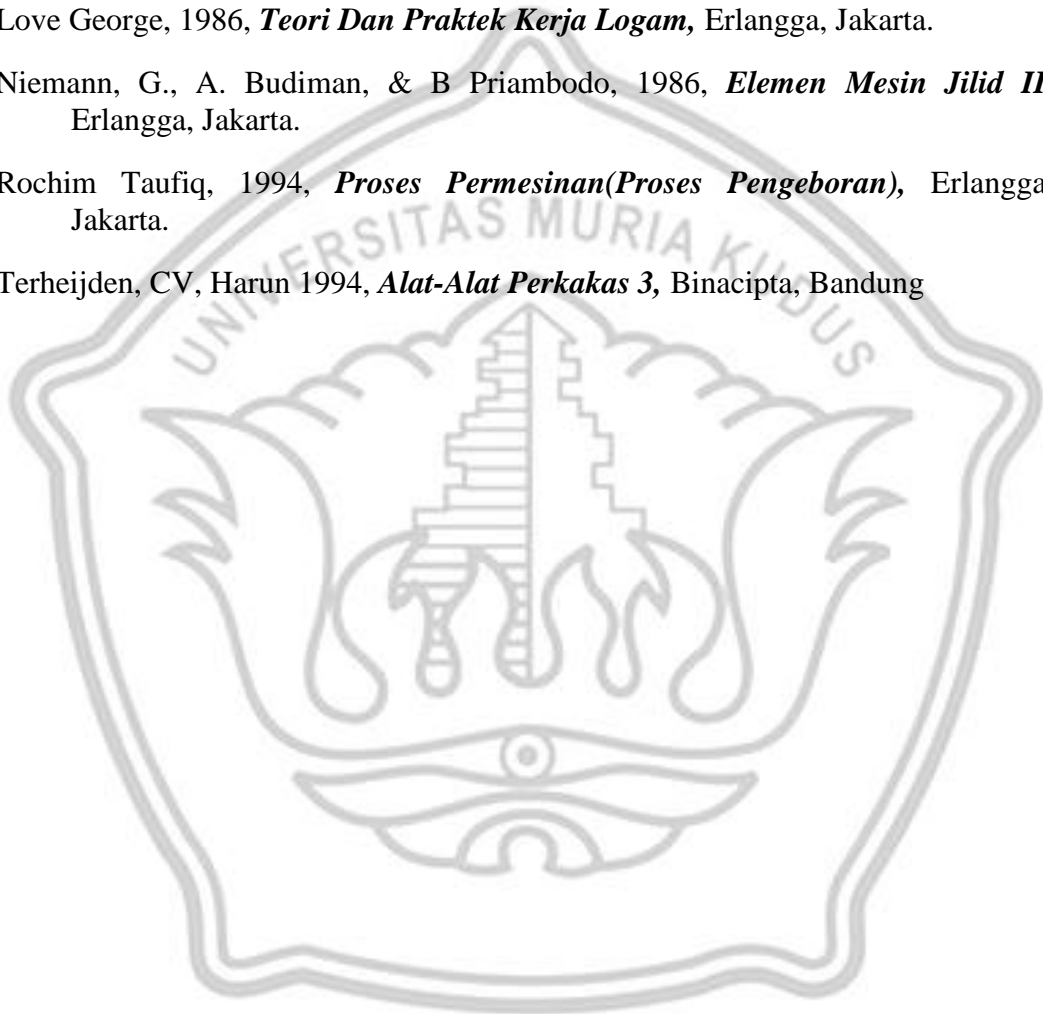 Love George, 1986, Teori Dan Praktek Kerja Logam, Erlangga, Jakarta.
Niemann, G., A. Budiman, & B Priambodo, 1986, Elemen Mesin Jilid II
Erlangga, Jakarta.
Rochim Taufiq, 1994, Proses Permesinan(Proses Pengeboran), Erlangga
Jakarta.
Terheijden, CV, Harun 1994, Alat-Alat Perkakas 3, Binacipta, Bandung
UNIVERSITAS MURIA KUDUS